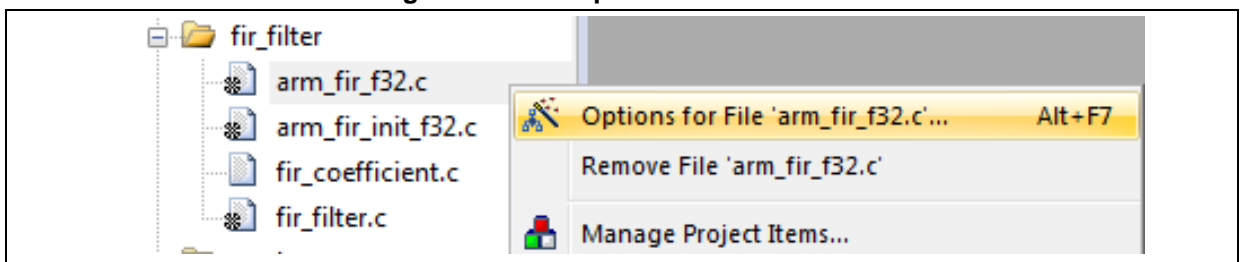 fir_filter
arm_fir_f32.c
arm_fir_init_f32.c
fir_coefficient.c
fir_filter.c
Options for File 'arm_fir_f32.c'... Alt+F7
Remove File 'arm_fir_f32.c'
Manage Project Items...